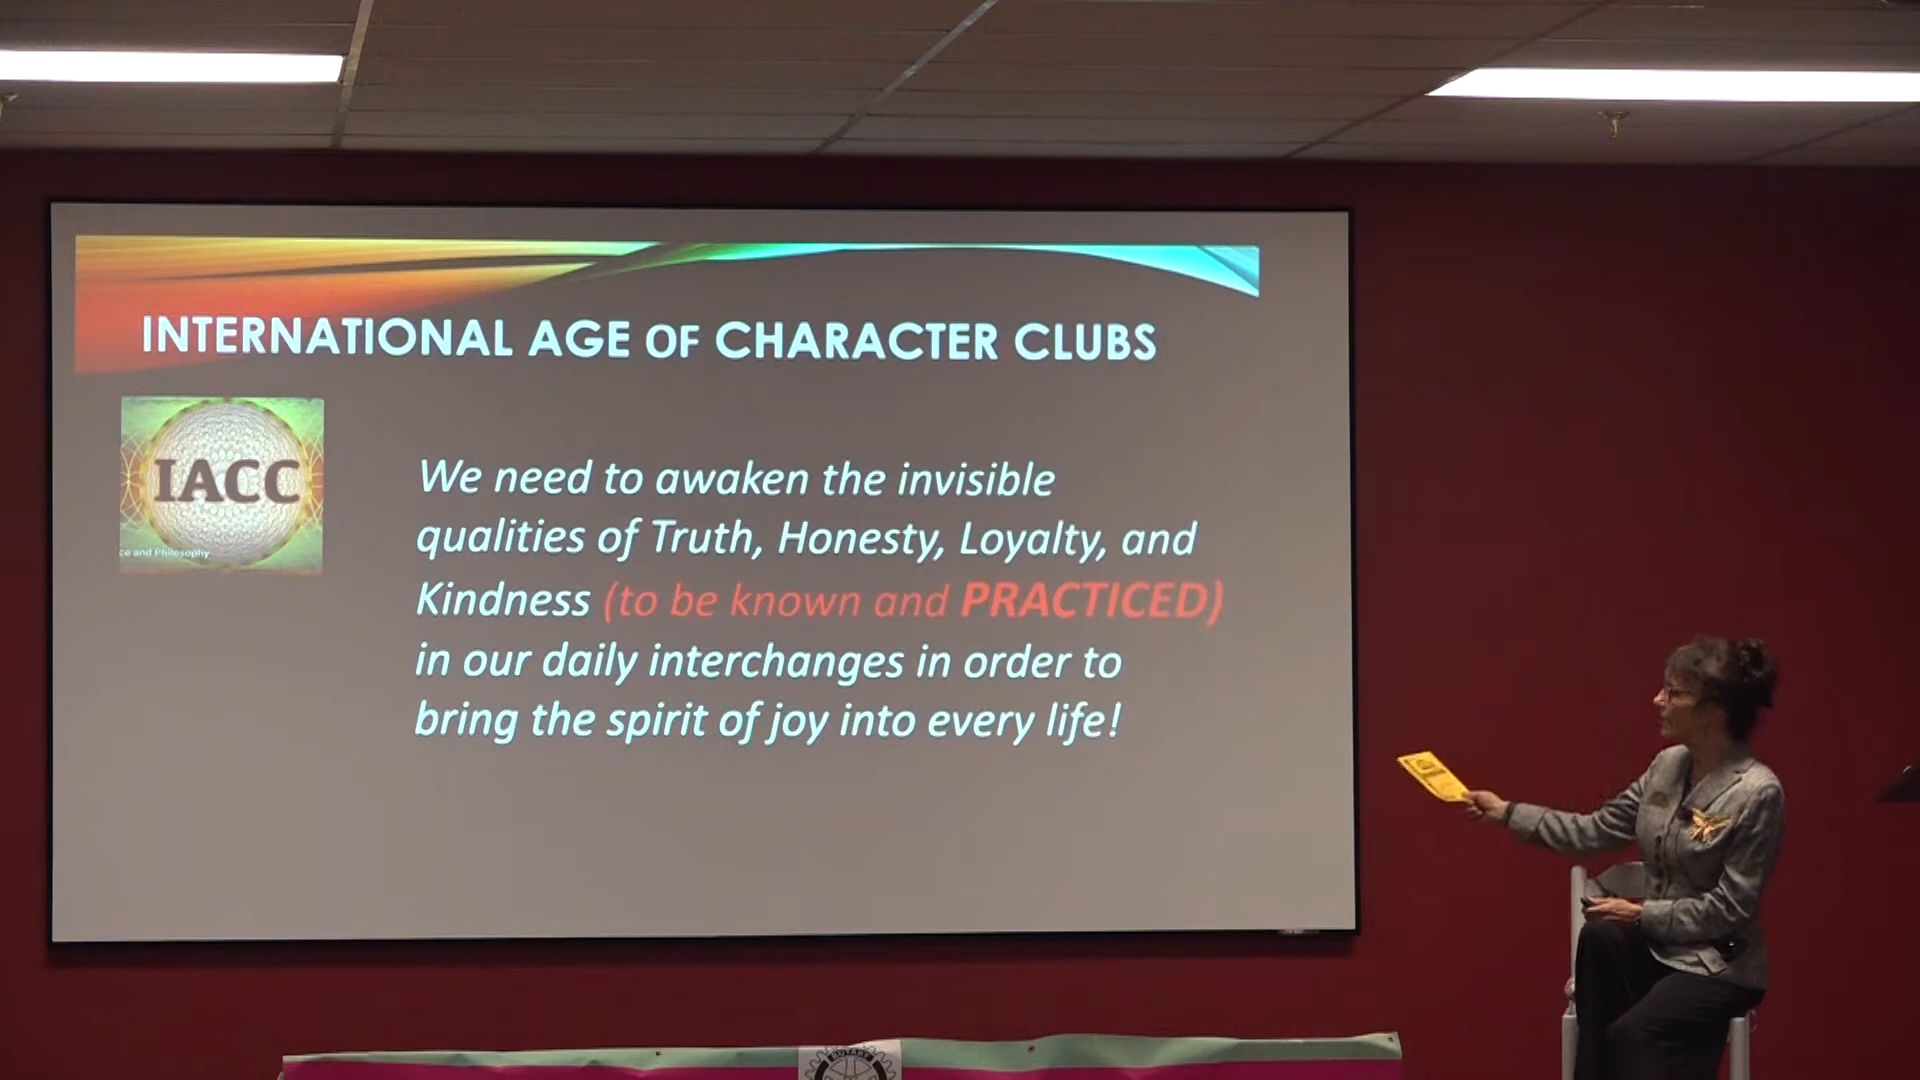 INTERNATIONAL AGE OF CHARACTER CLUBS
IACC
ce and Philosophy
We need to awaken the invisible
qualities of Truth, Honesty, Loyalty, and
Kindness (to be known and PRACTICED)
in our daily interchanges in order to
bring the spirit of joy into every life!
ROTARY